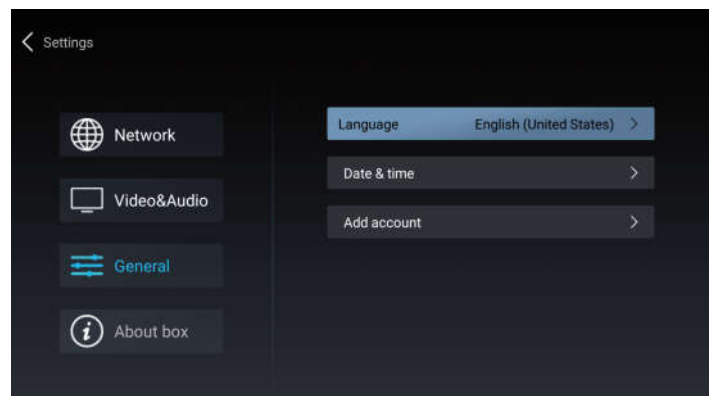 Settings
Network
Video&Audio
General
About box
Language English (United States)
Date & time
Add account